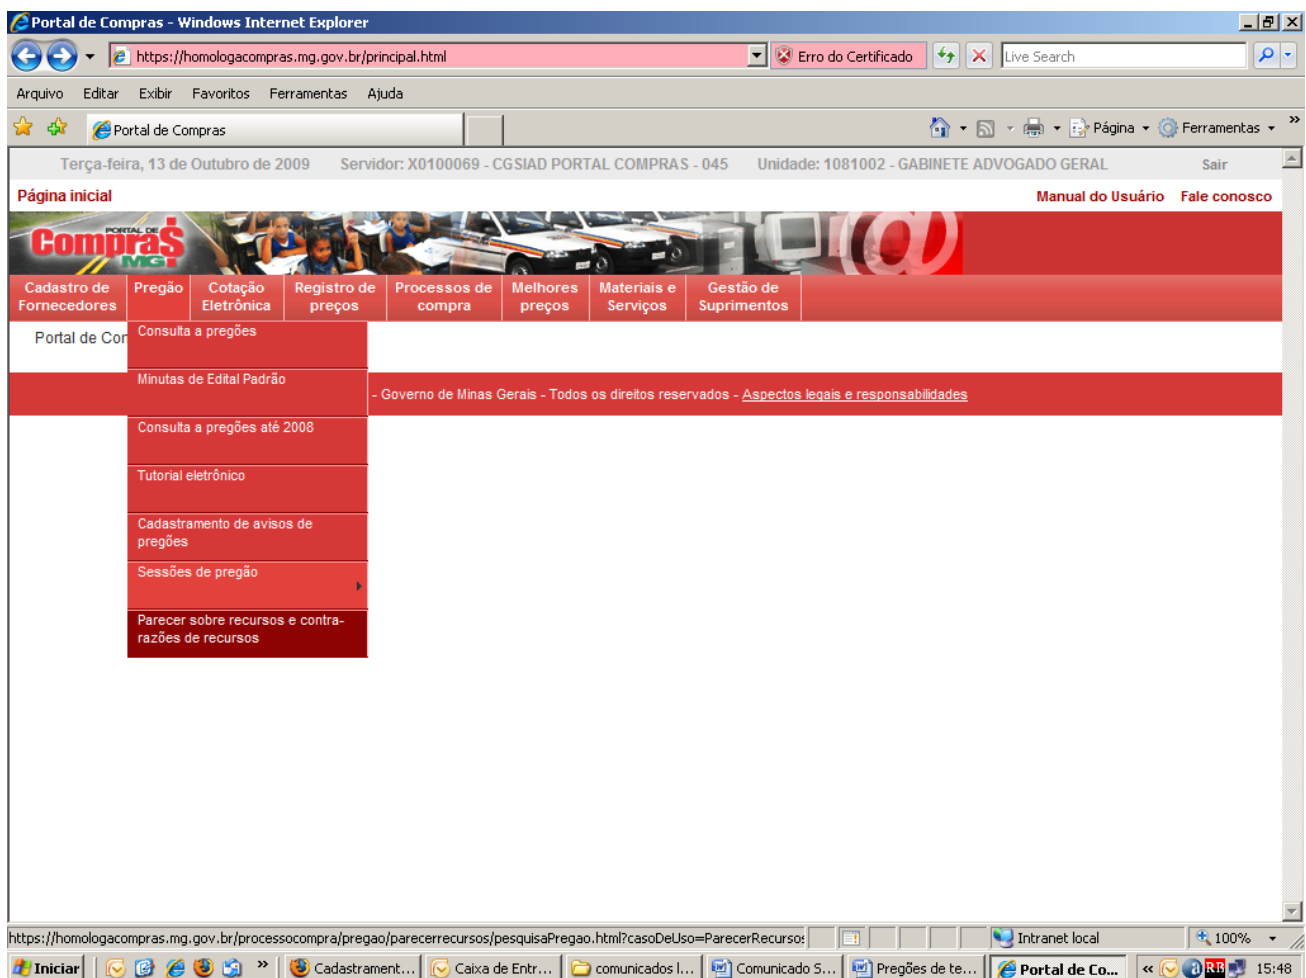 Portal de Compras - Windows Internet Explorer
https://homologacompras.mg.gov.br/principal.html
Erro do Certificado
Live Search
Arquivo Editar Exibir Favoritos Ferramentas Ajuda
Portal de Compras
Página
Ferramentas
»
Terça-feira, 13 de Outubro de 2009 Servidor: X0100069 - CGSIAD PORTAL COMPRAS - 045 Unidade: 1081002 - GABINETE ADVOGADO GERAL Sair
Página inicial
Manual do Usuário Fale conosco
PORTAL DE
Compras
MG
@
Cadastro de
Fornecedores
Pregão
Cotação
Eletrônica
Registro de
preços
Processos de
compra
Melhores
preços
Materiais e
Serviços
Gestão de
Suprimentos
Portal de Con
Consulta a pregões
Minutas de Edital Padrão
- Governo de Minas Gerais - Todos os direitos reservados - Aspectos legais e responsabilidades
Consulta a pregões até 2008
Tutorial eletrônico
Cadastramento de avisos de
pregões
Sessões de pregão
Parecer sobre recursos e contra-
razões de recursos
https://homologacompras.mg.gov.br/processocompra/pregao/parecerrecursos/pesquisaPregao.html?casoDeUso=ParecerRecursos
Intranet local
100%
Iniciar
»
Cadastrament...
Caixa de Entr...
comunicados l...
Comunicado S...
Pregões de te...
Portal de Co...
«
RB
15:48